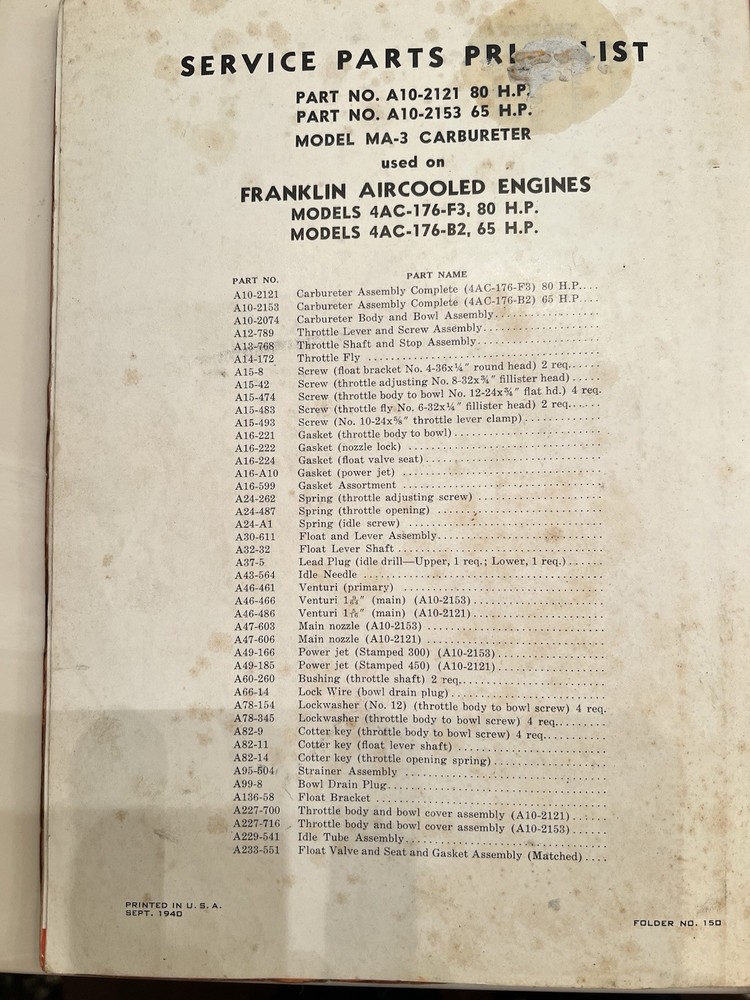 SERVICE PARTS LIST
PART NO. A10-2121 80 H.P.
PART NO. A10-2153 65 H.P.
MODEL MA-3 CARBURETER
used on
FRANKLIN AIRCOOLED ENGINES
MODELS 4AC-176-F3, 80 H.P.
MODELS 4AC-176-B2, 65 H.P.
PART NO. PART NAME
A10-2121 Carbureter Assembly Complete (4AC-176-F3) 80 H.P....
A10-2153 Carbureter Assembly Complete (4AC-176-B2) 65 H.P....
A10-2074 Carbureter Body and Bowl Assembly....................
A12-789 Throttle Lever and Screw Assembly....................
A13-768 Throttle Shaft and Stop Assembly....................
A14-172 Throttle Fly ....................
A15-8 Screw (float bracket No. 4-36x¼″ round head) 2 req......
A15-42 Screw (throttle adjusting No. 8-32x¾″ fillister head).....
A15-474 Screw (throttle body to bowl No. 12-24x¾″ flat hd.) 4 req.
A15-483 Screw (throttle fly No. 6-32x¼″ fillister head) 2 req......
A15-493 Screw (No. 10-24x⅝″ throttle lever clamp)...............
A16-221 Gasket (throttle body to bowl)....................
A16-222 Gasket (nozzle lock) ....................
A16-224 Gasket (float valve seat)....................
A16-A10 Gasket (power jet) ....................
A16-599 Gasket Assortment ....................
A24-262 Spring (throttle adjusting screw) ....................
A24-487 Spring (throttle opening) ....................
A24-A1 Spring (idle screw) ....................
A30-611 Float and Lever Assembly....................
A32-32 Float Lever Shaft ....................
A37-5 Lead Plug (idle drill—Upper, 1 req.; Lower, 1 req.)......
A43-564 Idle Needle ....................
A46-461 Venturi (primary) ....................
A46-466 Venturi (main) (A10-2153)....................
A46-486 Venturi (main) (A10-2121)....................
A47-603 Main nozzle (A10-2153) ....................
A47-606 Main nozzle (A10-2121) ....................
A49-166 Power jet (Stamped 300) (A10-2153)....................
A49-185 Power jet (Stamped 450) (A10-2121)....................
A60-260 Bushing (throttle shaft) 2 req....................
A66-14 Lock Wire (bowl drain plug)....................
A78-154 Lockwasher (No. 12) (throttle body to bowl screw) 4 req.
A78-345 Lockwasher (throttle body to bowl screw) 4 req.........
A82-9 Cotter key (throttle body to bowl screw) 4 req...........
A82-11 Cotter key (float lever shaft) ....................
A82-14 Cotter key (throttle opening spring)....................
A95-504 Strainer Assembly ....................
A99-8 Bowl Drain Plug....................
A136-58 Float Bracket ....................
A227-700 Throttle body and bowl cover assembly (A10-2121)......
A227-716 Throttle body and bowl cover assembly (A10-2153)......
A229-541 Idle Tube Assembly....................
A233-551 Float Valve and Seat and Gasket Assembly (Matched)....
PRINTED IN U. S. A.
SEPT. 1940
FOLDER NO. 150